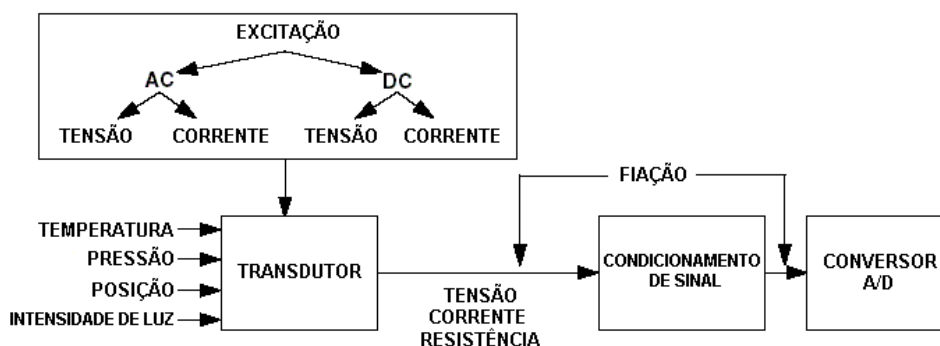 EXCITAÇÃO
AC
DC
TENSÃO
CORRENTE
TENSÃO
CORRENTE
FIAÇÃO
TEMPERATURA
PRESSÃO
POSIÇÃO
INTENSIDADE DE LUZ
TRANSDUTOR
TENSÃO
CORRENTE
RESISTÊNCIA
CONDICIONAMENTO
DE SINAL
CONVERSOR
A/D